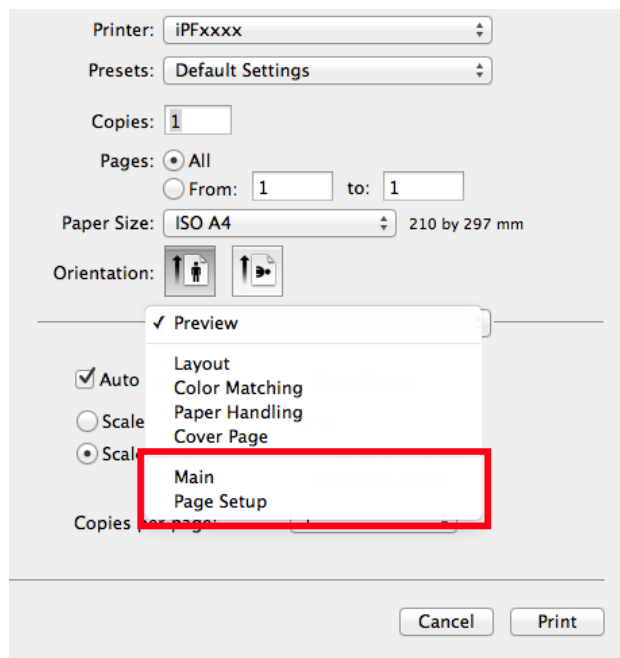 Printer: iPFxxxx
Presets: Default Settings
Copies: 1
Pages: All
From: 1 to: 1
Paper Size: ISO A4 210 by 297 mm
Orientation:
✓ Preview
Layout
Auto
Color Matching
Paper Handling
Scale
Cover Page
Main
Page Setup
Copies per page:
Cancel Print